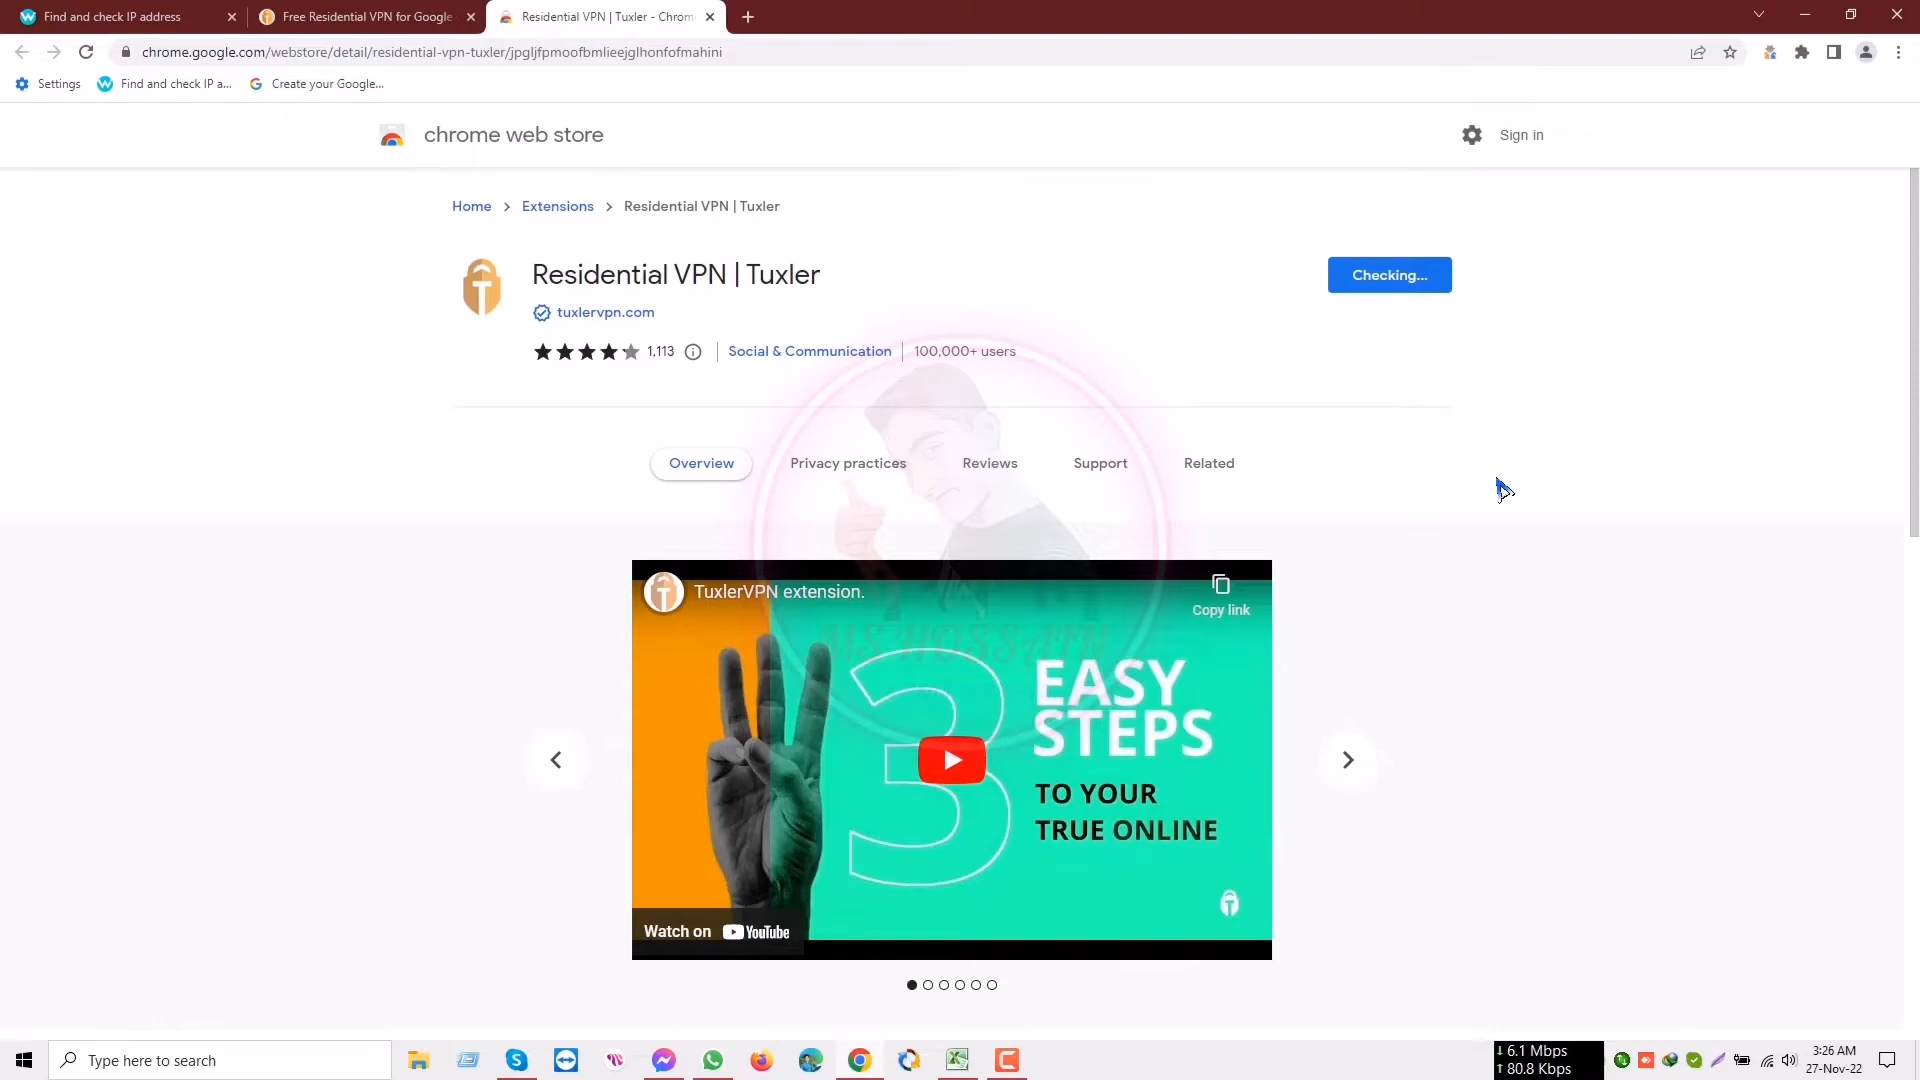 Find and check IP address
Free Residential VPN for Google
Residential VPN | Tuxler - Chrom
chrome.google.com/webstore/detail/residential-vpn-tuxler/jpgljfpmoofbmlieejglhonfofmahini
Settings
Find and check IP a...
Create your Google...
chrome web store
Sign in
Home > Extensions > Residential VPN | Tuxler
Residential VPN | Tuxler
Checking...
tuxlervpn.com
1,113
Social & Communication
100,000+ users
Overview
Privacy practices
Reviews
Support
Related
TuxlerVPN extension.
Copy link
MS HOSSAIN
3
EASY
STEPS
TO YOUR
TRUE ONLINE
Watch on YouTube
Type here to search
6.1 Mbps
80.8 Kbps
3:26 AM
27-Nov-22